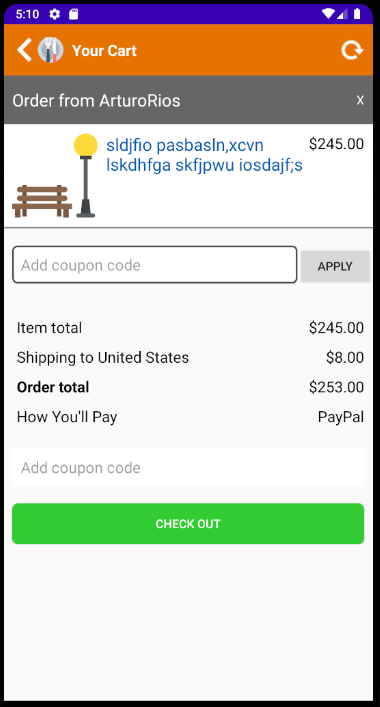 5:10
Your Cart
Order from ArturoRios x
sldjfio pasbasln,xcvn $245.00
lskdhfga skfjpwu iosdajf;s
Add coupon code APPLY
Item total $245.00
Shipping to United States $8.00
Order total $253.00
How You'll Pay PayPal
Add coupon code
CHECK OUT